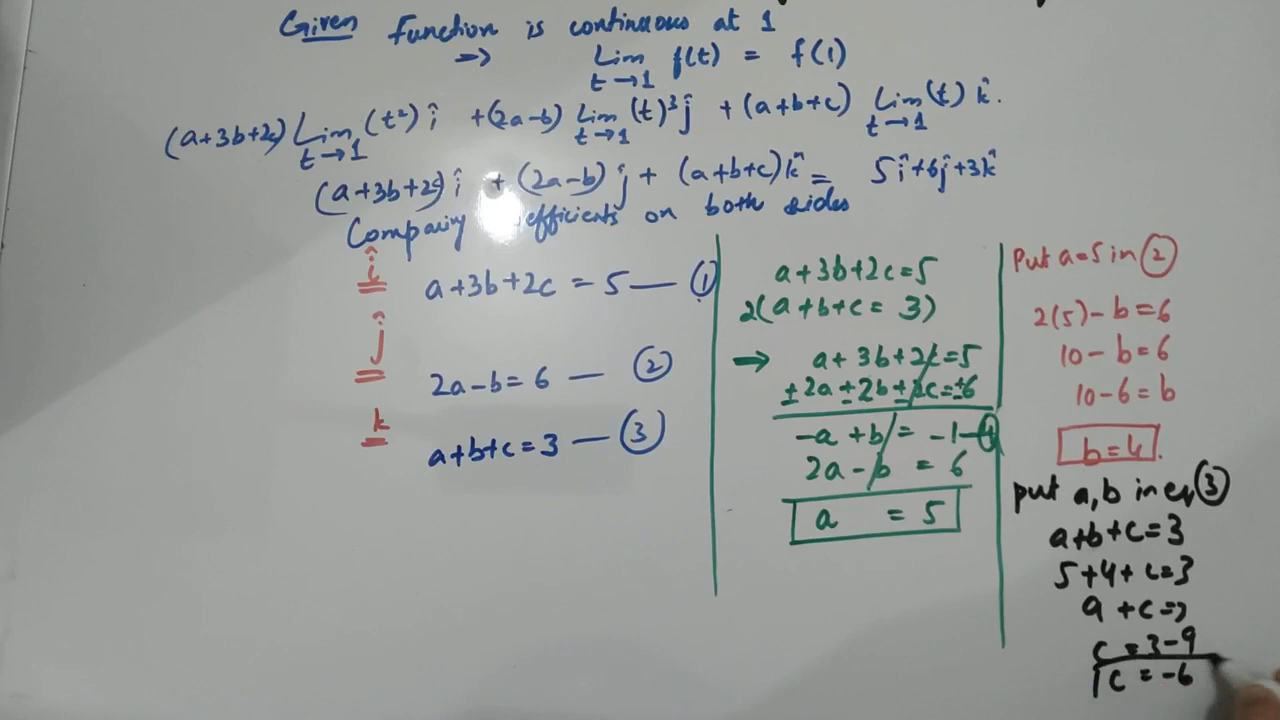 Given function is continuous at 1
=> Lim t→1 f(t) = f(1)
(a+3b+2c) Lim t→1 (t²) î + (2a-b) Lim t→1 (t)³ ĵ + (a+b+c) Lim t→1 (t) k̂.
(a+3b+2c) î + (2a-b) ĵ + (a+b+c) k̂ = 5î+6ĵ+3k̂
Comparing coefficients on both sides
î
a+3b+2c = 5 — ①
ĵ
2a-b = 6 — ②
k
a+b+c = 3 — ③
a+3b+2c=5
2(a+b+c = 3)
→ a+3b+2c=5
±2a±2b±2c=±6
-a+b = -1 — ④
2a-b = 6
a = 5
Put a=5 in ②
2(5)-b=6
10-b=6
10-6=b
b=4.
put a,b in eq ③
a+b+c=3
5+4+c=3
9+c=3
c=3-9
c=-6